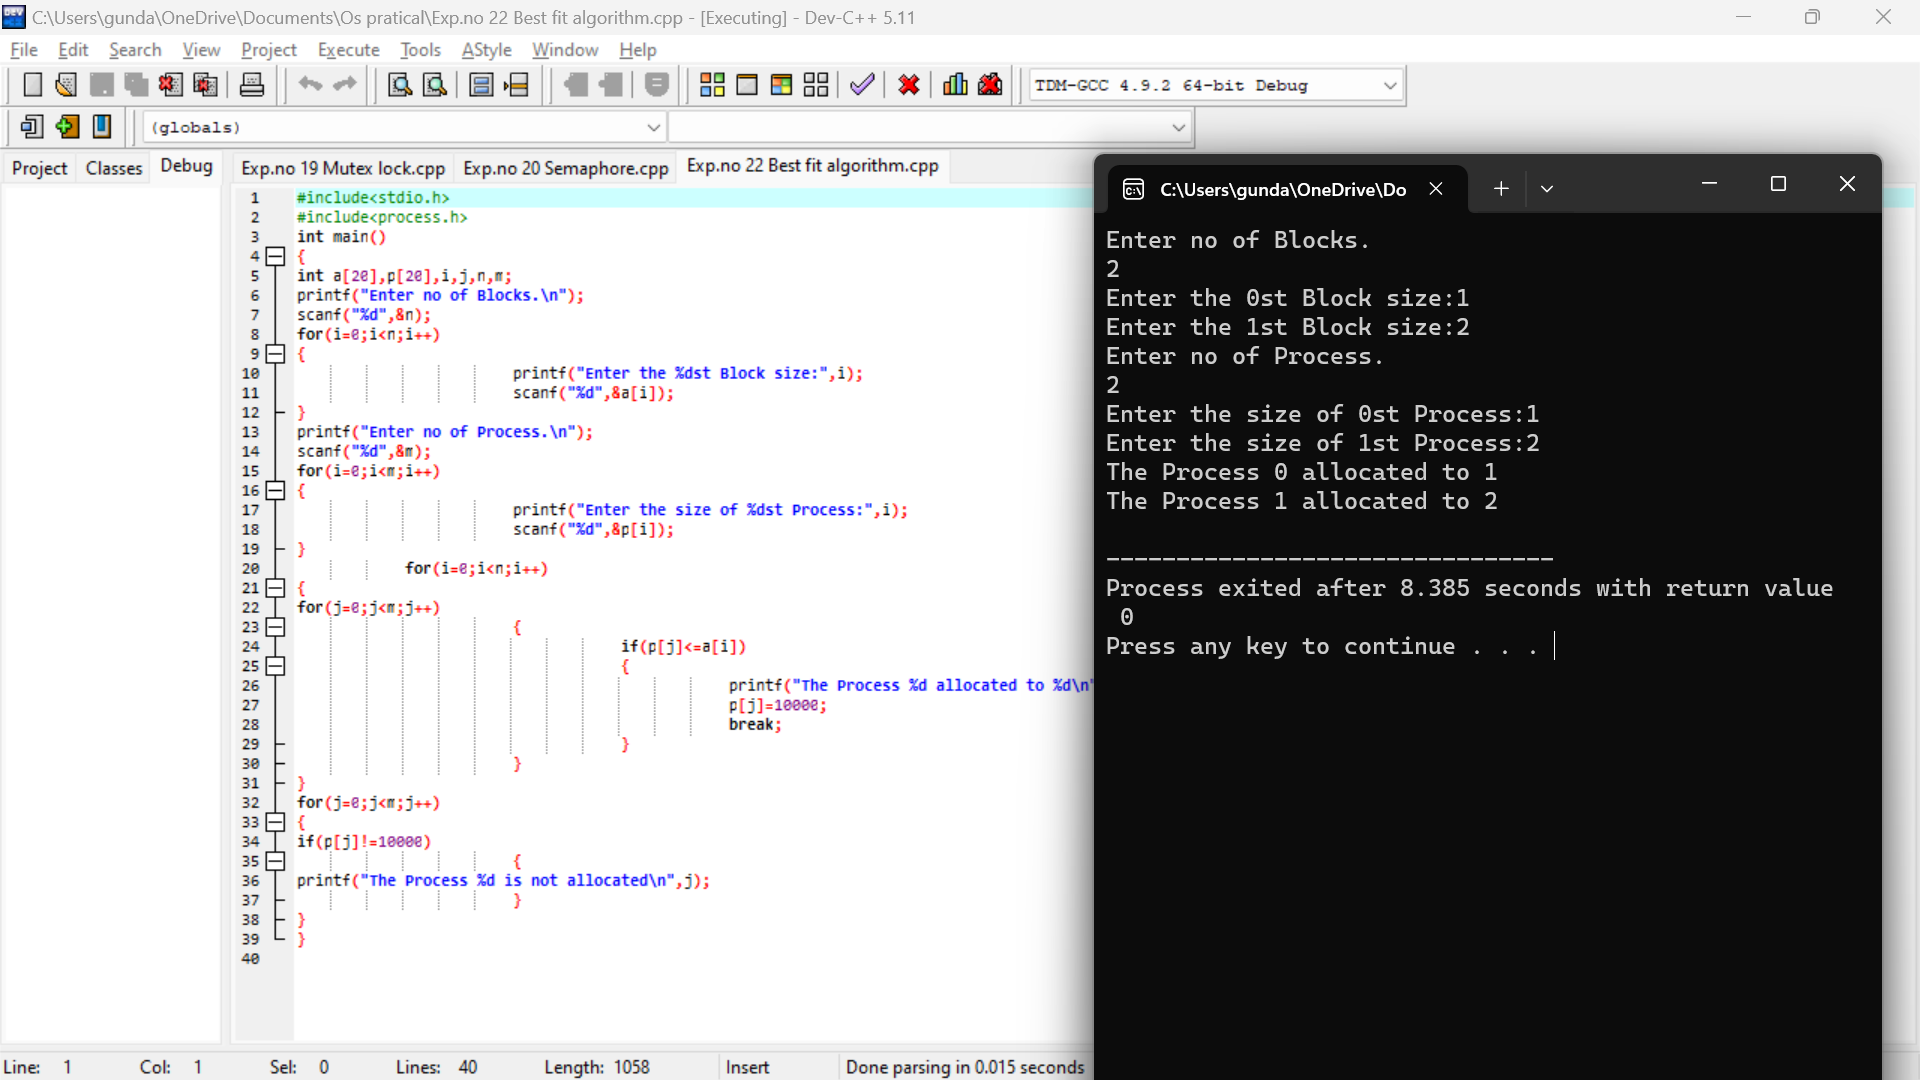 C:\Users\gunda\OneDrive\Documents\Os pratical\Exp.no 22 Best fit algorithm.cpp - [Executing] - Dev-C++ 5.11
File Edit Search View Project Execute Tools AStyle Window Help
TDM-GCC 4.9.2 64-bit Debug
(globals)
Project Classes Debug
Exp.no 19 Mutex lock.cpp Exp.no 20 Semaphore.cpp Exp.no 22 Best fit algorithm.cpp
1 #include<stdio.h>
2 #include<process.h>
3 int main()
4 {
5 int a[20],p[20],i,j,n,m;
6 printf("Enter no of Blocks.\n");
7 scanf("%d",&n);
8 for(i=0;i<n;i++)
9 {
10 printf("Enter the %dst Block size:",i);
11 scanf("%d",&a[i]);
12 }
13 printf("Enter no of Process.\n");
14 scanf("%d",&m);
15 for(i=0;i<m;i++)
16 {
17 printf("Enter the size of %dst Process:",i);
18 scanf("%d",&p[i]);
19 }
20 for(i=0;i<n;i++)
21 {
22 for(j=0;j<m;j++)
23 {
24 if(p[j]<=a[i])
25 {
26 printf("The Process %d allocated to %d\n"
27 p[j]=10000;
28 break;
29 }
30 }
31 }
32 for(j=0;j<m;j++)
33 {
34 if(p[j]!=10000)
35 {
36 printf("The Process %d is not allocated\n",j);
37 }
38 }
39 }
40
Line: 1 Col: 1 Sel: 0 Lines: 40 Length: 1058 Insert Done parsing in 0.015 seconds
C:\Users\gunda\OneDrive\Do
Enter no of Blocks.
2
Enter the 0st Block size:1
Enter the 1st Block size:2
Enter no of Process.
2
Enter the size of 0st Process:1
Enter the size of 1st Process:2
The Process 0 allocated to 1
The Process 1 allocated to 2
--------------------------------
Process exited after 8.385 seconds with return value
0
Press any key to continue . . .